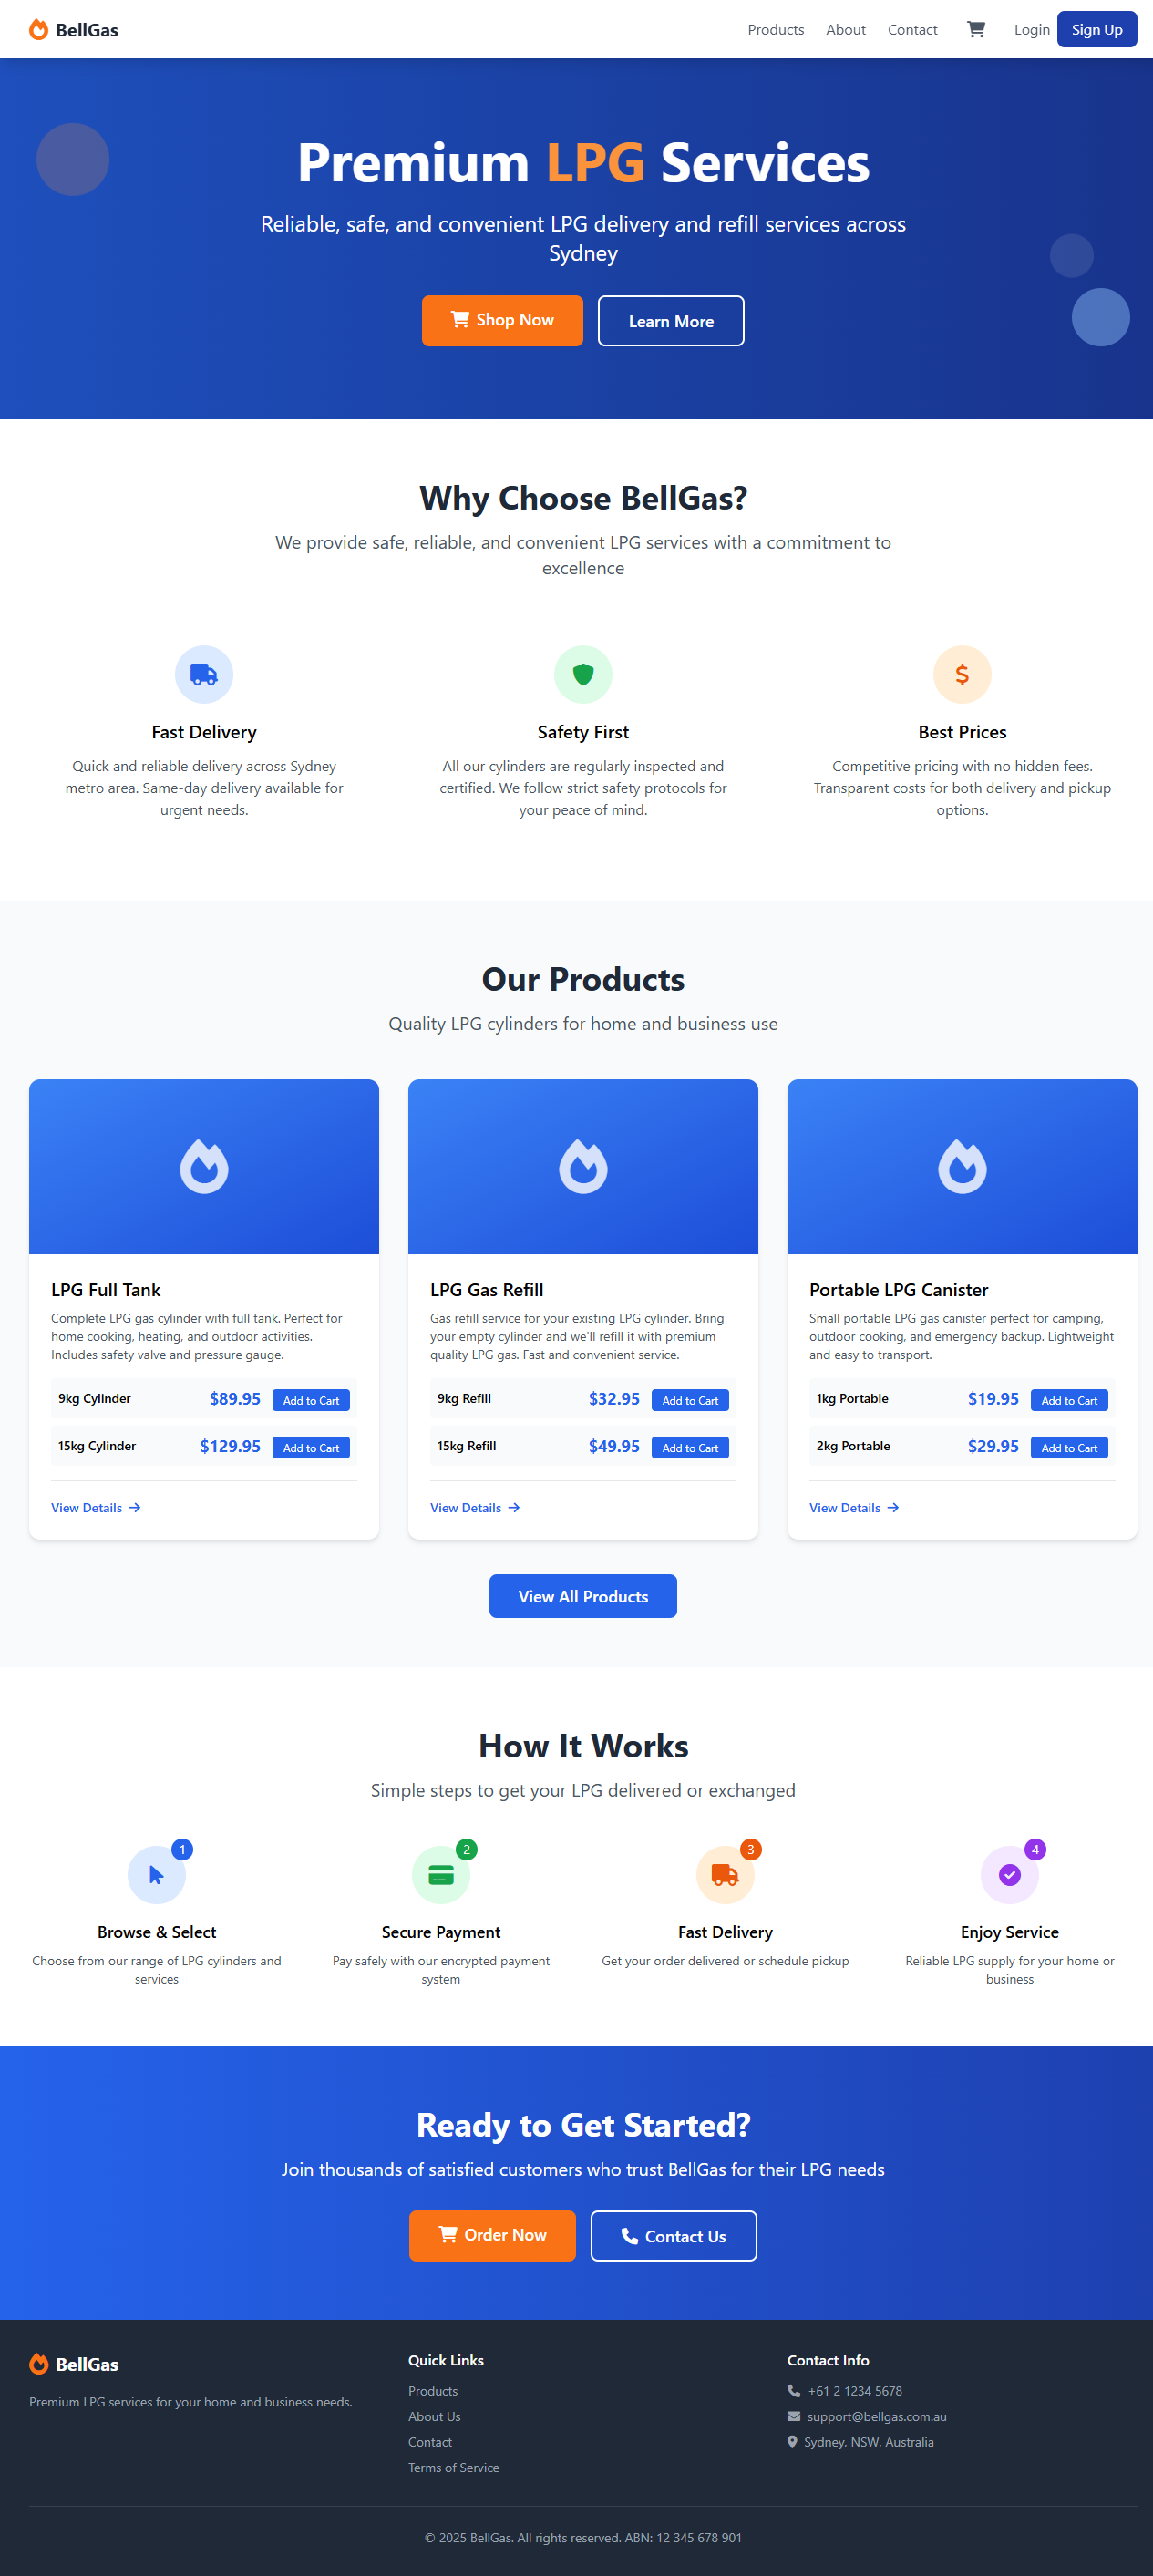 BellGas
Products About Contact Login Sign Up
Premium LPG Services
Reliable, safe, and convenient LPG delivery and refill services across
Sydney
Shop Now Learn More
Why Choose BellGas?
We provide safe, reliable, and convenient LPG services with a commitment to
excellence
Fast Delivery
Quick and reliable delivery across Sydney
metro area. Same-day delivery available for
urgent needs.
Safety First
All our cylinders are regularly inspected and
certified. We follow strict safety protocols for
your peace of mind.
$
Best Prices
Competitive pricing with no hidden fees.
Transparent costs for both delivery and pickup
options.
Our Products
Quality LPG cylinders for home and business use
LPG Full Tank
Complete LPG gas cylinder with full tank. Perfect for
home cooking, heating, and outdoor activities.
Includes safety valve and pressure gauge.
9kg Cylinder $89.95 Add to Cart
15kg Cylinder $129.95 Add to Cart
View Details →
LPG Gas Refill
Gas refill service for your existing LPG cylinder. Bring
your empty cylinder and we'll refill it with premium
quality LPG gas. Fast and convenient service.
9kg Refill $32.95 Add to Cart
15kg Refill $49.95 Add to Cart
View Details →
Portable LPG Canister
Small portable LPG gas canister perfect for camping,
outdoor cooking, and emergency backup. Lightweight
and easy to transport.
1kg Portable $19.95 Add to Cart
2kg Portable $29.95 Add to Cart
View Details →
View All Products
How It Works
Simple steps to get your LPG delivered or exchanged
1
Browse & Select
Choose from our range of LPG cylinders and
services
2
Secure Payment
Pay safely with our encrypted payment
system
3
Fast Delivery
Get your order delivered or schedule pickup
4
Enjoy Service
Reliable LPG supply for your home or
business
Ready to Get Started?
Join thousands of satisfied customers who trust BellGas for their LPG needs
Order Now Contact Us
BellGas
Premium LPG services for your home and business needs.
Quick Links
Products
About Us
Contact
Terms of Service
Contact Info
+61 2 1234 5678
support@bellgas.com.au
Sydney, NSW, Australia
© 2025 BellGas. All rights reserved. ABN: 12 345 678 901